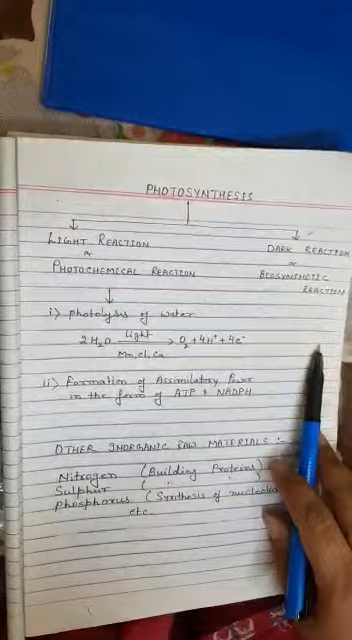 PHOTOSYNTHESIS
LIGHT REACTION
or
PHOTOCHEMICAL REACTION
DARK REACTION
or
BIOSYNTHETIC
REACTION
i) photolysis of water
2H2O Light → O2 + 4H+ + 4e-
Mn, Cl, Ca
ii) Formation of Assimilatory Power
in the form of ATP & NADPH
OTHER INORGANIC RAW MATERIALS :-
Nitrogen (Building Proteins)
Sulphur ( " " )
Phosphorus (Synthesis of
etc